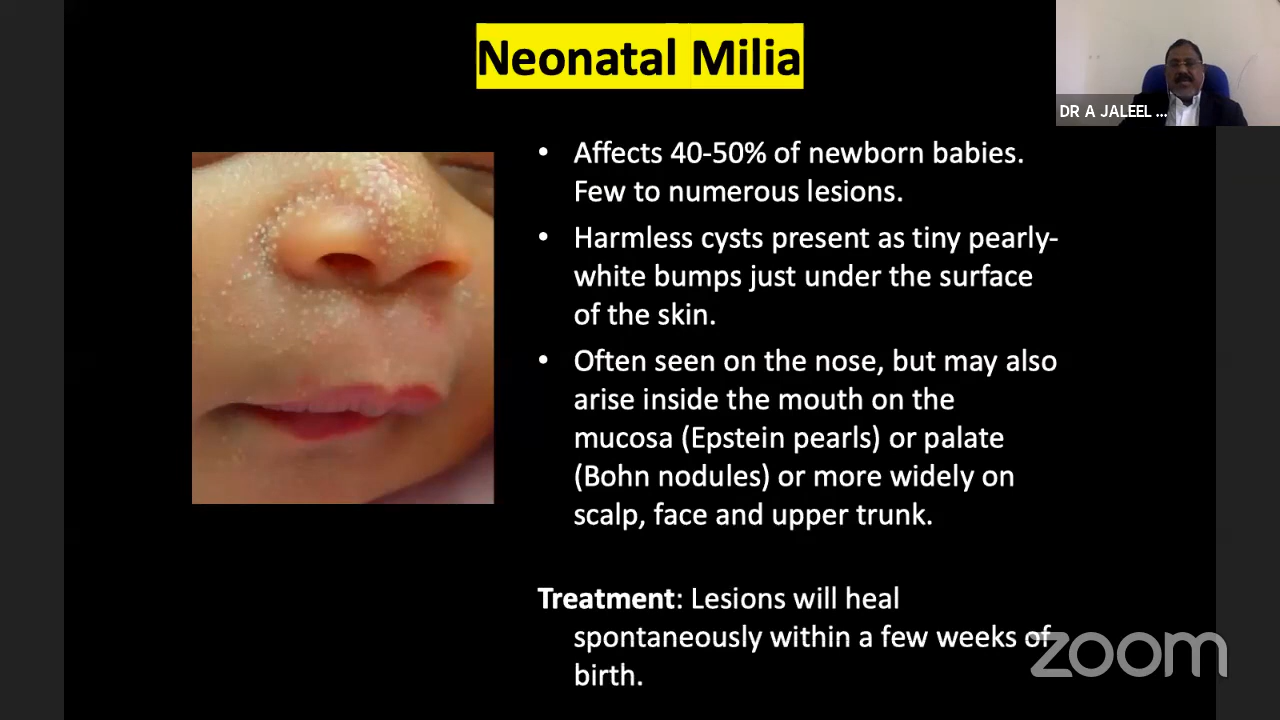 Neonatal Milia
DR A JALEEL ...
• Affects 40-50% of newborn babies.
Few to numerous lesions.
• Harmless cysts present as tiny pearly-
white bumps just under the surface
of the skin.
• Often seen on the nose, but may also
arise inside the mouth on the
mucosa (Epstein pearls) or palate
(Bohn nodules) or more widely on
scalp, face and upper trunk.
Treatment: Lesions will heal
spontaneously within a few weeks of
birth.
zoom